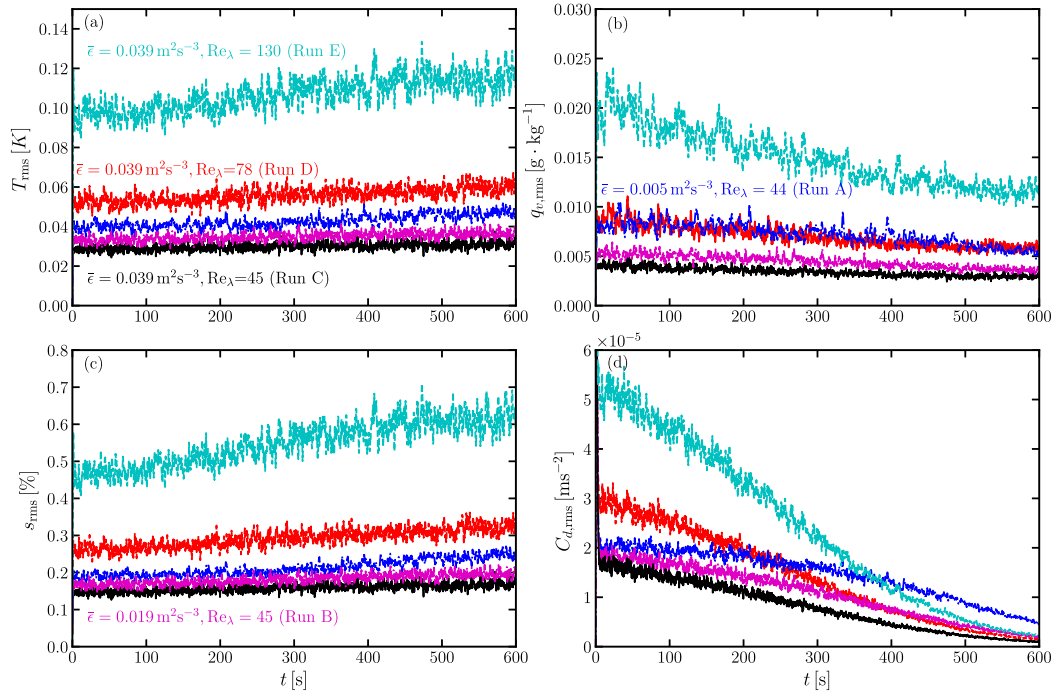 (a)
ϵ̄ = 0.039 m²s⁻³, Reλ = 130 (Run E)
ϵ̄ = 0.039 m²s⁻³, Reλ=78 (Run D)
ϵ̄ = 0.039 m²s⁻³, Reλ=45 (Run C)
T_rms [K]
0.14
0.12
0.10
0.08
0.06
0.04
0.02
0.00
0 100 200 300 400 500 600
(b)
ϵ̄ = 0.005 m²s⁻³, Reλ = 44 (Run A)
q_v,rms [g · kg⁻¹]
0.030
0.025
0.020
0.015
0.010
0.005
0.000
0 100 200 300 400 500 600
(c)
ϵ̄ = 0.019 m²s⁻³, Reλ = 45 (Run B)
s_rms [%]
0.8
0.7
0.6
0.5
0.4
0.3
0.2
0.1
0.0
0 100 200 300 400 500 600
t [s]
×10⁻⁵
(d)
C_d,rms [ms⁻²]
6
5
4
3
2
1
0
0 100 200 300 400 500 600
t [s]